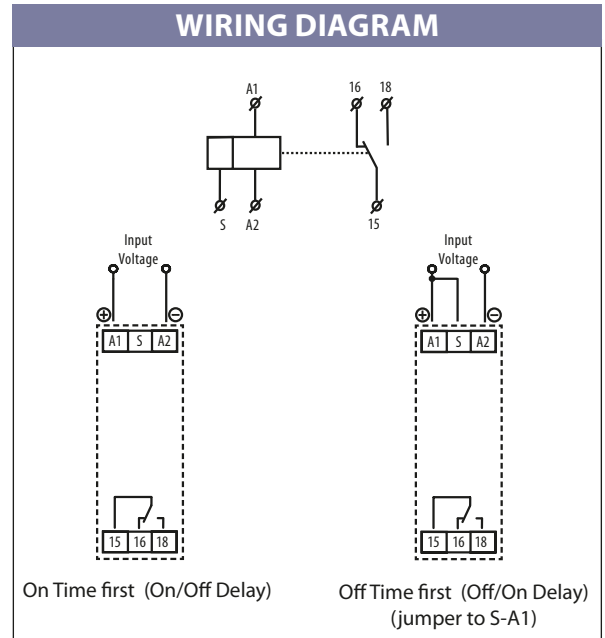 WIRING DIAGRAM
A1
16 18
S A2
15
Input
Voltage
⊕ ⊖
A1 S A2
15 16 18
On Time first (On/Off Delay)
Input
Voltage
⊕ ⊖
A1 S A2
15 16 18
Off Time first (Off/On Delay)
(jumper to S-A1)